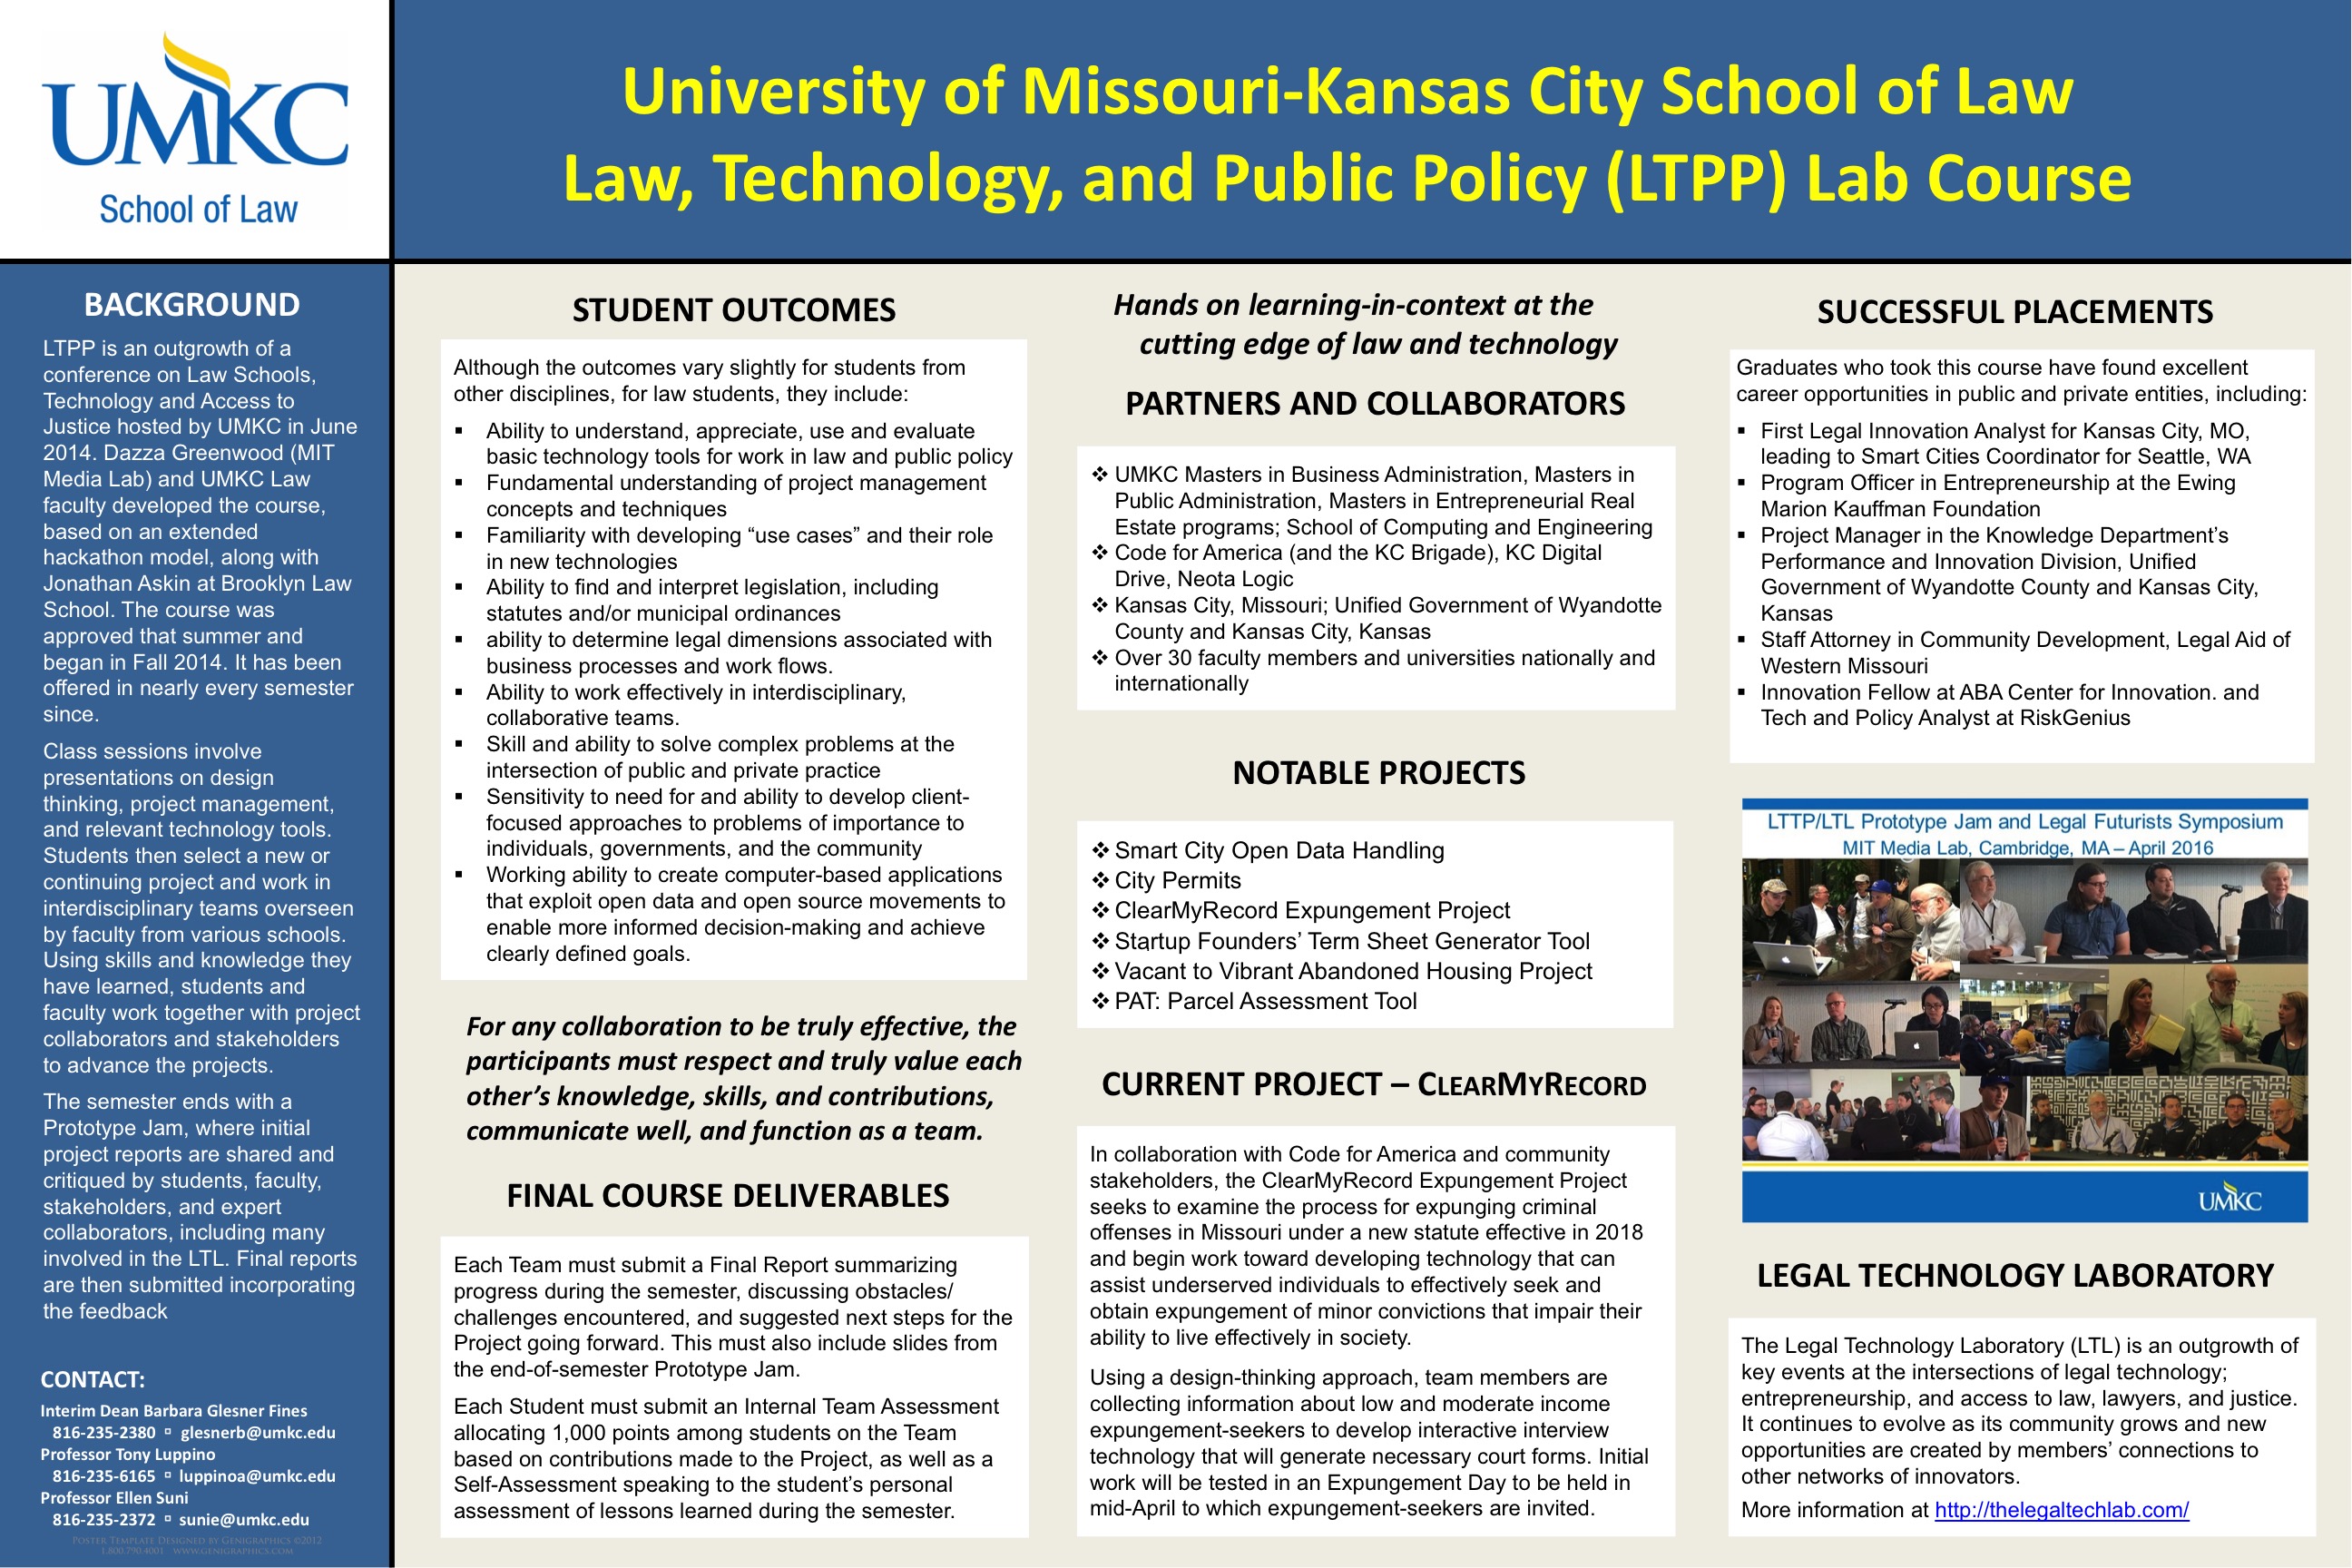 UMKC
School of Law
University of Missouri-Kansas City School of Law
Law, Technology, and Public Policy (LTPP) Lab Course
BACKGROUND
LTPP is an outgrowth of a
conference on Law Schools,
Technology and Access to
Justice hosted by UMKC in June
2014. Dazza Greenwood (MIT
Media Lab) and UMKC Law
faculty developed the course,
based on an extended
hackathon model, along with
Jonathan Askin at Brooklyn Law
School. The course was
approved that summer and
began in Fall 2014. It has been
offered in nearly every semester
since.
Class sessions involve
presentations on design
thinking, project management,
and relevant technology tools.
Students then select a new or
continuing project and work in
interdisciplinary teams overseen
by faculty from various schools.
Using skills and knowledge they
have learned, students and
faculty work together with project
collaborators and stakeholders
to advance the projects.
The semester ends with a
Prototype Jam, where initial
project reports are shared and
critiqued by students, faculty,
stakeholders, and expert
collaborators, including many
involved in the LTL. Final reports
are then submitted incorporating
the feedback
CONTACT:
Interim Dean Barbara Glesner Fines
816-235-2380 ▫ glesnerb@umkc.edu
Professor Tony Luppino
816-235-6165 ▫ luppinoa@umkc.edu
Professor Ellen Suni
816-235-2372 ▫ sunie@umkc.edu
POSTER TEMPLATE DESIGNED BY GENIGRAPHICS ©2012
1.800.790.4001 WWW.GENIGRAPHICS.COM
STUDENT OUTCOMES
Although the outcomes vary slightly for students from
other disciplines, for law students, they include:
▪ Ability to understand, appreciate, use and evaluate
basic technology tools for work in law and public policy
▪ Fundamental understanding of project management
concepts and techniques
▪ Familiarity with developing “use cases” and their role
in new technologies
▪ Ability to find and interpret legislation, including
statutes and/or municipal ordinances
▪ ability to determine legal dimensions associated with
business processes and work flows.
▪ Ability to work effectively in interdisciplinary,
collaborative teams.
▪ Skill and ability to solve complex problems at the
intersection of public and private practice
▪ Sensitivity to need for and ability to develop client-
focused approaches to problems of importance to
individuals, governments, and the community
▪ Working ability to create computer-based applications
that exploit open data and open source movements to
enable more informed decision-making and achieve
clearly defined goals.
For any collaboration to be truly effective, the
participants must respect and truly value each
other’s knowledge, skills, and contributions,
communicate well, and function as a team.
FINAL COURSE DELIVERABLES
Each Team must submit a Final Report summarizing
progress during the semester, discussing obstacles/
challenges encountered, and suggested next steps for the
Project going forward. This must also include slides from
the end-of-semester Prototype Jam.
Each Student must submit an Internal Team Assessment
allocating 1,000 points among students on the Team
based on contributions made to the Project, as well as a
Self-Assessment speaking to the student’s personal
assessment of lessons learned during the semester.
Hands on learning-in-context at the
cutting edge of law and technology
PARTNERS AND COLLABORATORS
❖ UMKC Masters in Business Administration, Masters in
Public Administration, Masters in Entrepreneurial Real
Estate programs; School of Computing and Engineering
❖ Code for America (and the KC Brigade), KC Digital
Drive, Neota Logic
❖ Kansas City, Missouri; Unified Government of Wyandotte
County and Kansas City, Kansas
❖ Over 30 faculty members and universities nationally and
internationally
NOTABLE PROJECTS
❖ Smart City Open Data Handling
❖ City Permits
❖ ClearMyRecord Expungement Project
❖ Startup Founders’ Term Sheet Generator Tool
❖ Vacant to Vibrant Abandoned Housing Project
❖ PAT: Parcel Assessment Tool
CURRENT PROJECT – CLEARMYRECORD
In collaboration with Code for America and community
stakeholders, the ClearMyRecord Expungement Project
seeks to examine the process for expunging criminal
offenses in Missouri under a new statute effective in 2018
and begin work toward developing technology that can
assist underserved individuals to effectively seek and
obtain expungement of minor convictions that impair their
ability to live effectively in society.
Using a design-thinking approach, team members are
collecting information about low and moderate income
expungement-seekers to develop interactive interview
technology that will generate necessary court forms. Initial
work will be tested in an Expungement Day to be held in
mid-April to which expungement-seekers are invited.
SUCCESSFUL PLACEMENTS
Graduates who took this course have found excellent
career opportunities in public and private entities, including:
▪ First Legal Innovation Analyst for Kansas City, MO,
leading to Smart Cities Coordinator for Seattle, WA
▪ Program Officer in Entrepreneurship at the Ewing
Marion Kauffman Foundation
▪ Project Manager in the Knowledge Department’s
Performance and Innovation Division, Unified
Government of Wyandotte County and Kansas City,
Kansas
▪ Staff Attorney in Community Development, Legal Aid of
Western Missouri
▪ Innovation Fellow at ABA Center for Innovation. and
Tech and Policy Analyst at RiskGenius
LTTP/LTL Prototype Jam and Legal Futurists Symposium
MIT Media Lab, Cambridge, MA – April 2016
UMKC
LEGAL TECHNOLOGY LABORATORY
The Legal Technology Laboratory (LTL) is an outgrowth of
key events at the intersections of legal technology;
entrepreneurship, and access to law, lawyers, and justice.
It continues to evolve as its community grows and new
opportunities are created by members’ connections to
other networks of innovators.
More information at http://thelegaltechlab.com/